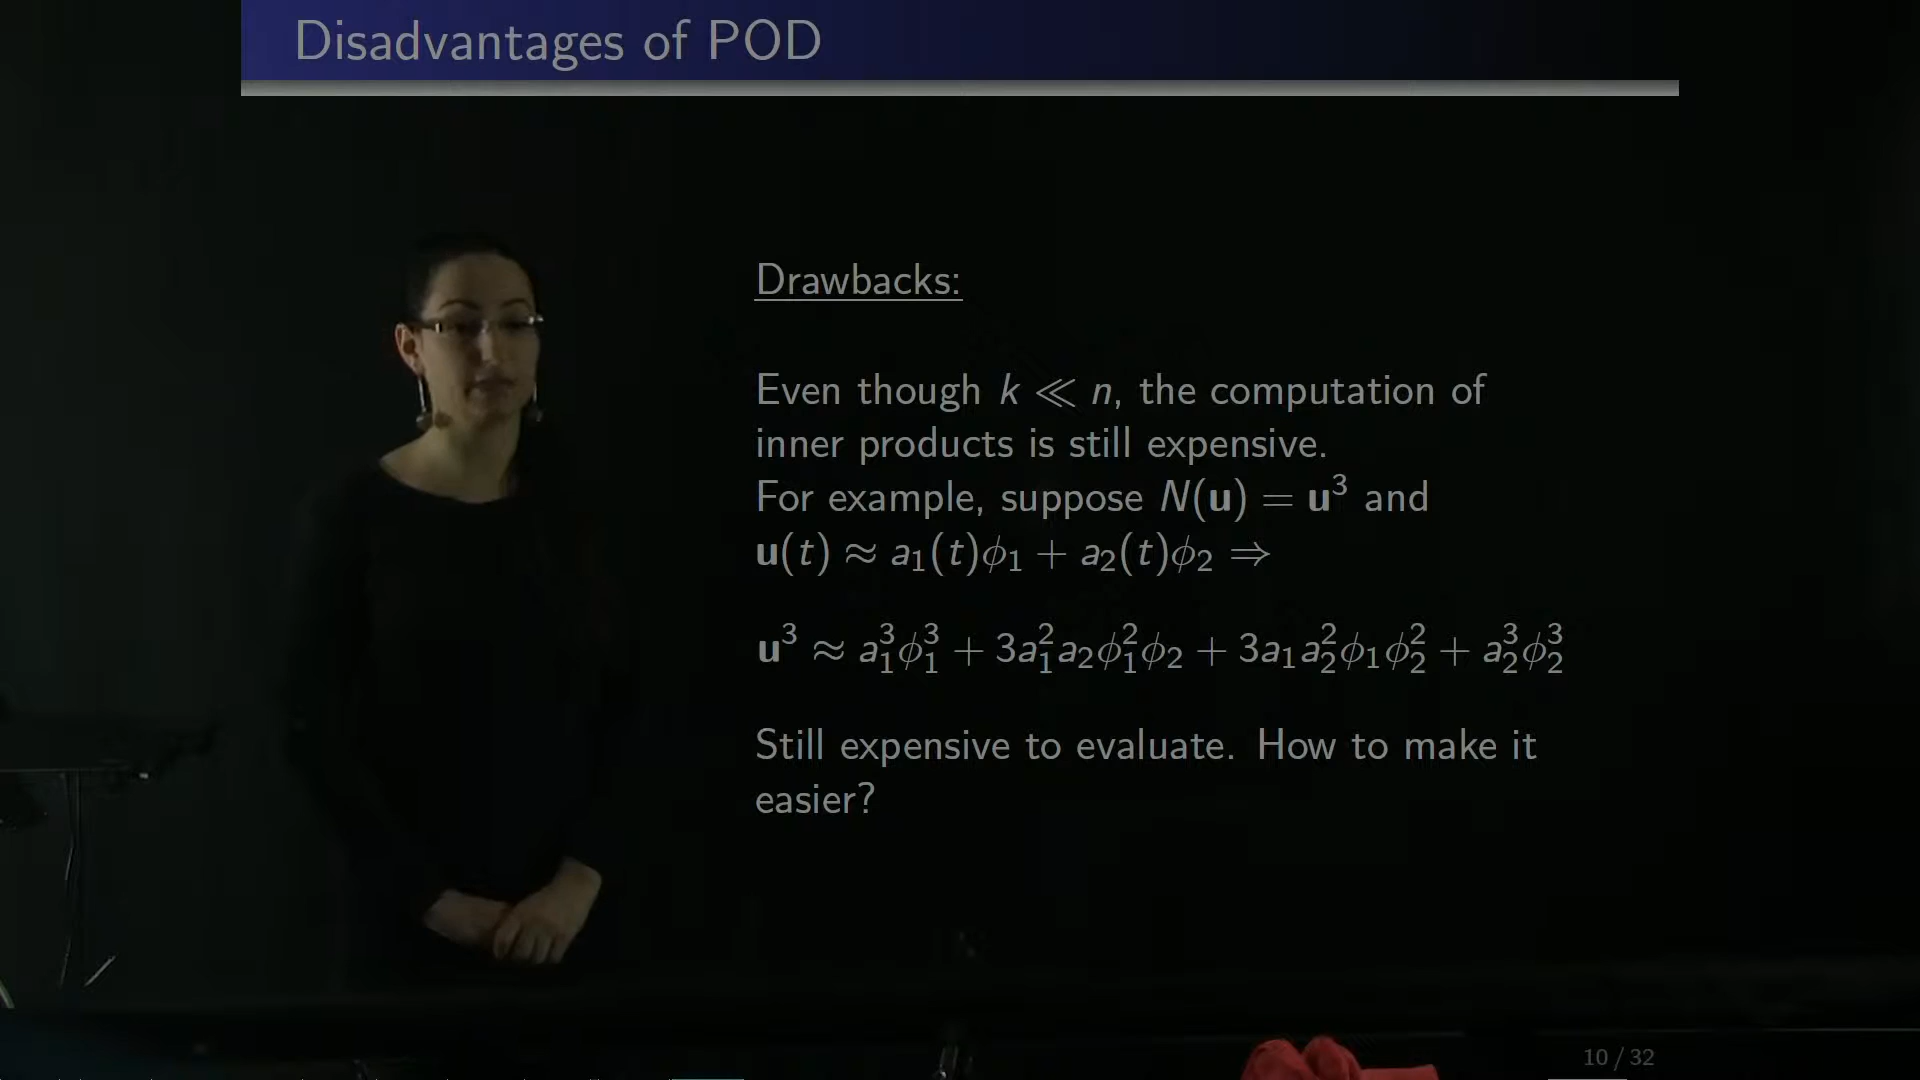 Disadvantages of POD
Drawbacks:
Even though k ≪ n, the computation of
inner products is still expensive.
For example, suppose N(u) = u³ and
u(t) ≈ a₁(t)ϕ₁ + a₂(t)ϕ₂ ⇒
u³ ≈ a₁³ϕ₁³ + 3a₁²a₂ϕ₁²ϕ₂ + 3a₁a₂²ϕ₁ϕ₂² + a₂³ϕ₂³
Still expensive to evaluate. How to make it
easier?
10 / 32